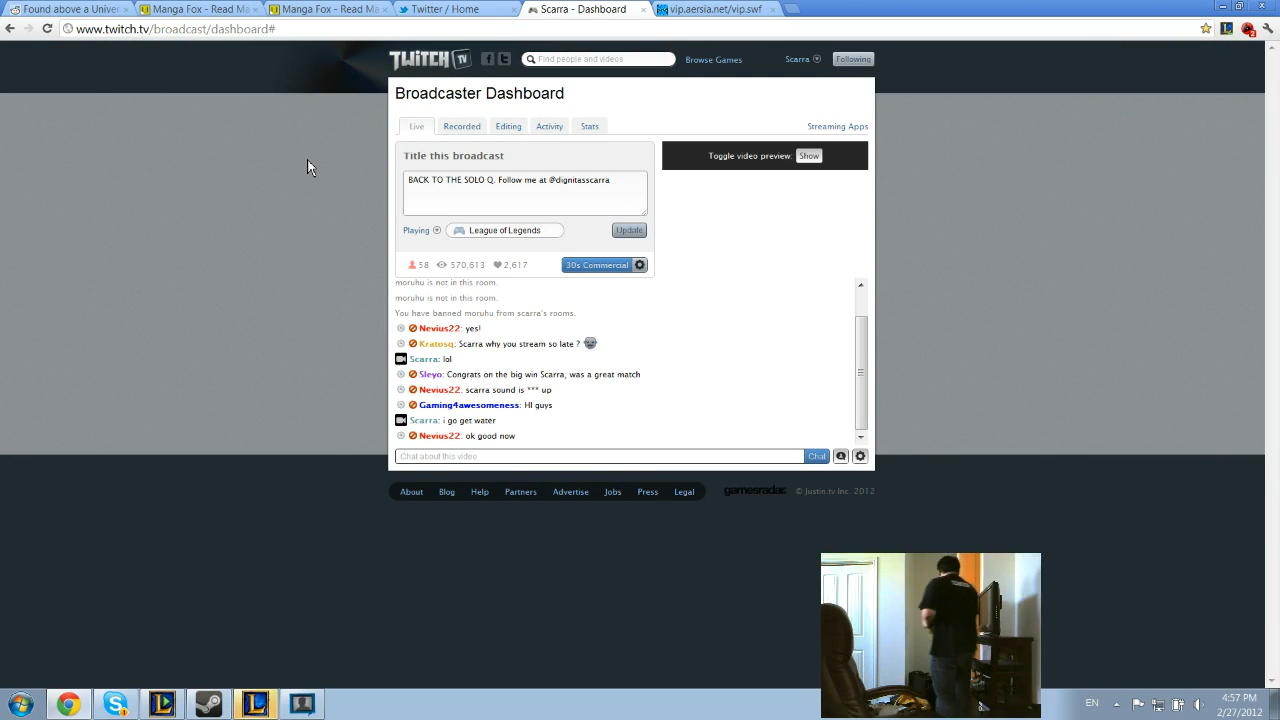 Found above a Univer
Manga Fox - Read Ma
Manga Fox - Read Ma
Twitter / Home
Scarra - Dashboard
vip.aersia.net/vip.swf
www.twitch.tv/broadcast/dashboard#
TWITCH TV
Find people and videos
Browse Games
Scarra
Following
Broadcaster Dashboard
Live
Recorded
Editing
Activity
Stats
Streaming Apps
Title this broadcast
Toggle video preview: Show
BACK TO THE SOLO Q. Follow me at @dignitasscarra
Playing
League of Legends
Update
58 570,613 2,617
30s Commercial
moruhu is not in this room.
moruhu is not in this room.
You have banned moruhu from scarra's rooms.
Nevius22: yes!
Kratosq: Scarra why you stream so late ?
Scarra: lol
Sleyo: Congrats on the big win Scarra, was a great match
Nevius22: scarra sound is *** up
Gaming4awesomeness: HI guys
Scarra: i go get water
Nevius22: ok good now
Chat about this video
Chat
About Blog Help Partners Advertise Jobs Press Legal
gamesradar. © Justin.tv Inc. 2012
EN
4:57 PM
2/27/2012